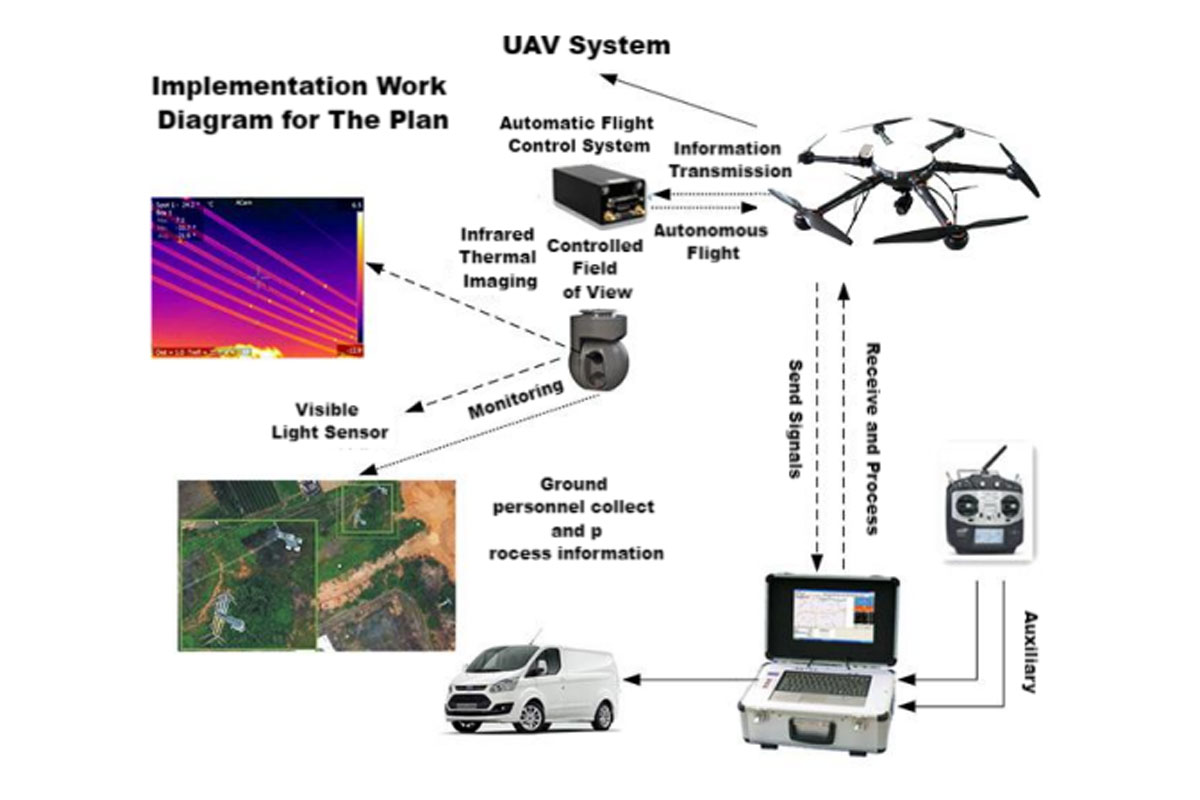 UAV System
Implementation Work
Diagram for The Plan
Automatic Flight
Control System
Information
Transmission
Autonomous
Flight
Infrared
Thermal
Imaging
Controlled
Field
of View
Monitoring
Visible
Light Sensor
Send Signals
Receive and Process
Ground
personnel collect
and p
rocess information
Auxiliary